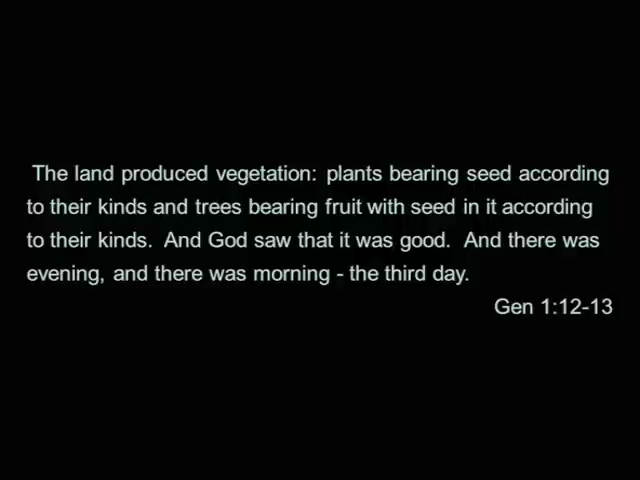 The land produced vegetation: plants bearing seed according
to their kinds and trees bearing fruit with seed in it according
to their kinds. And God saw that it was good. And there was
evening, and there was morning - the third day.
Gen 1:12-13